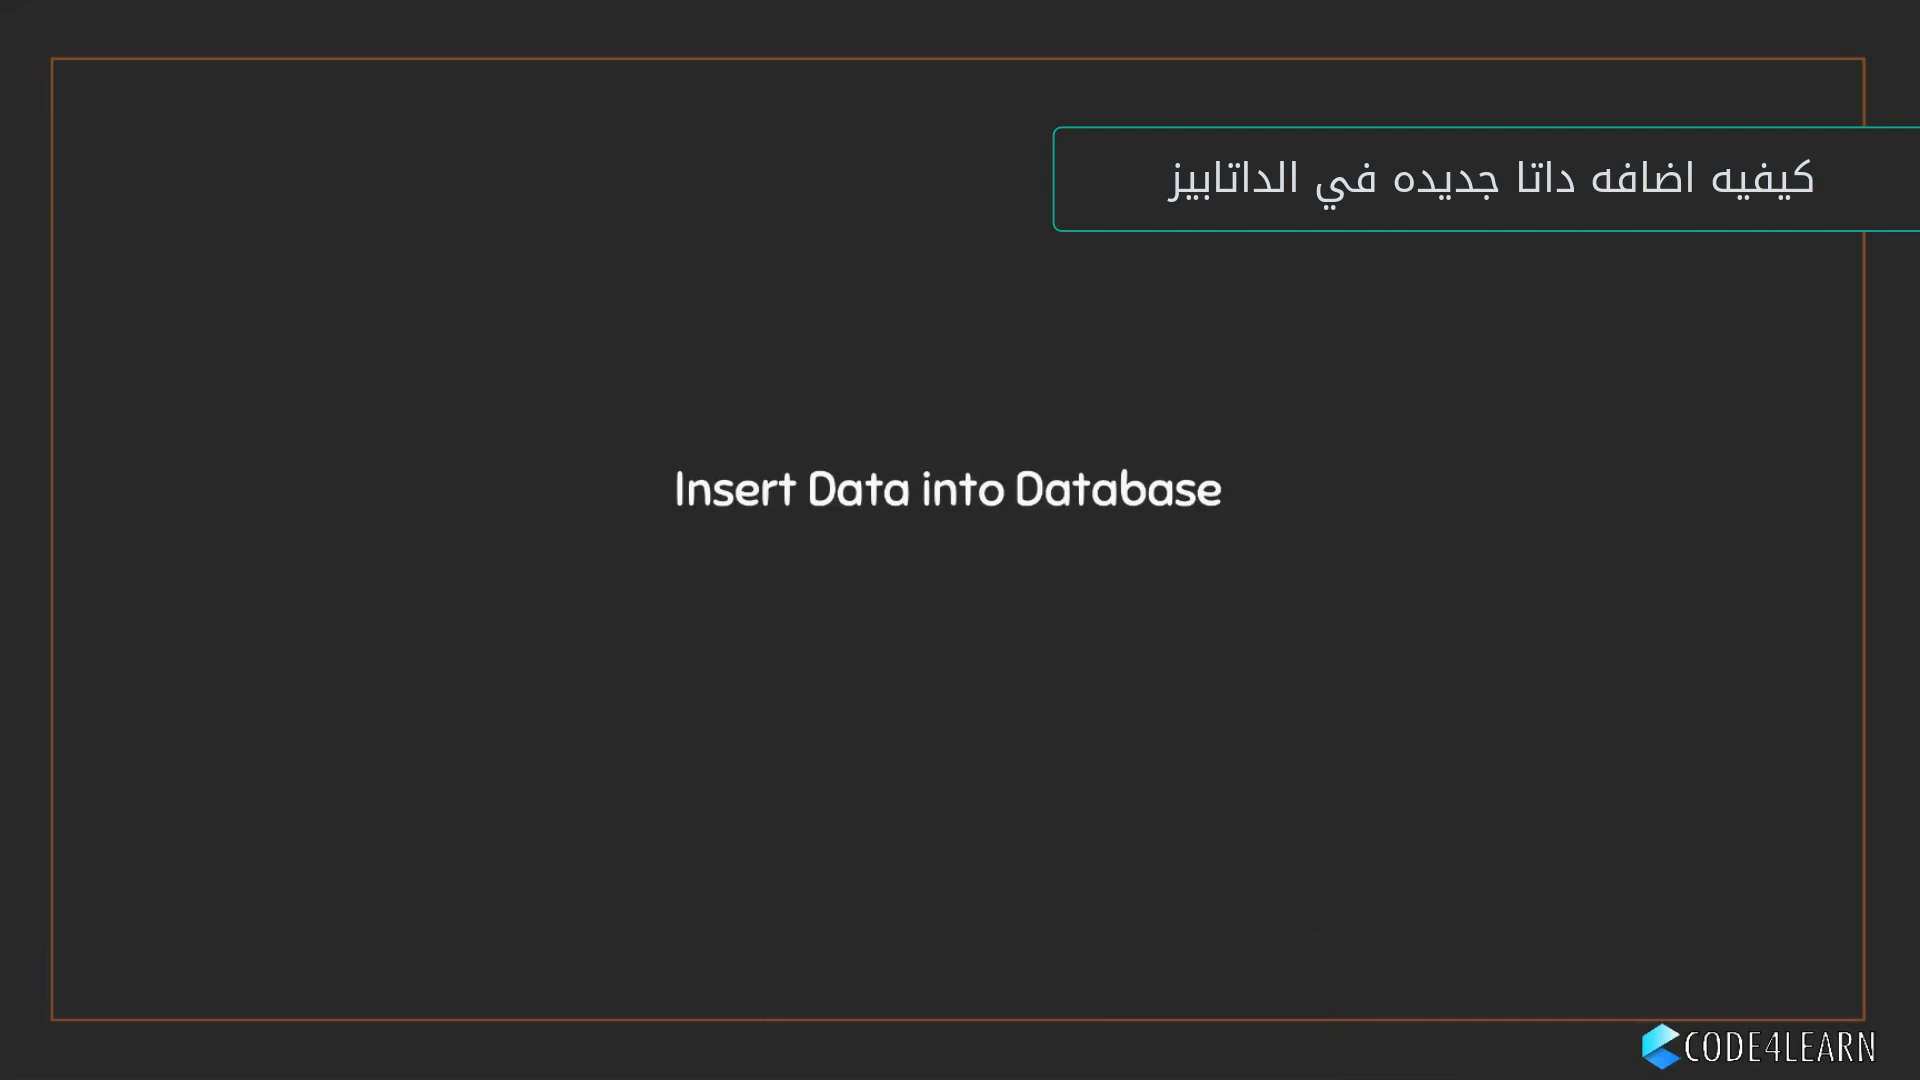 كيفيه اضافه داتا جديده في الداتابيز
Insert Data into Database
CODE4LEARN